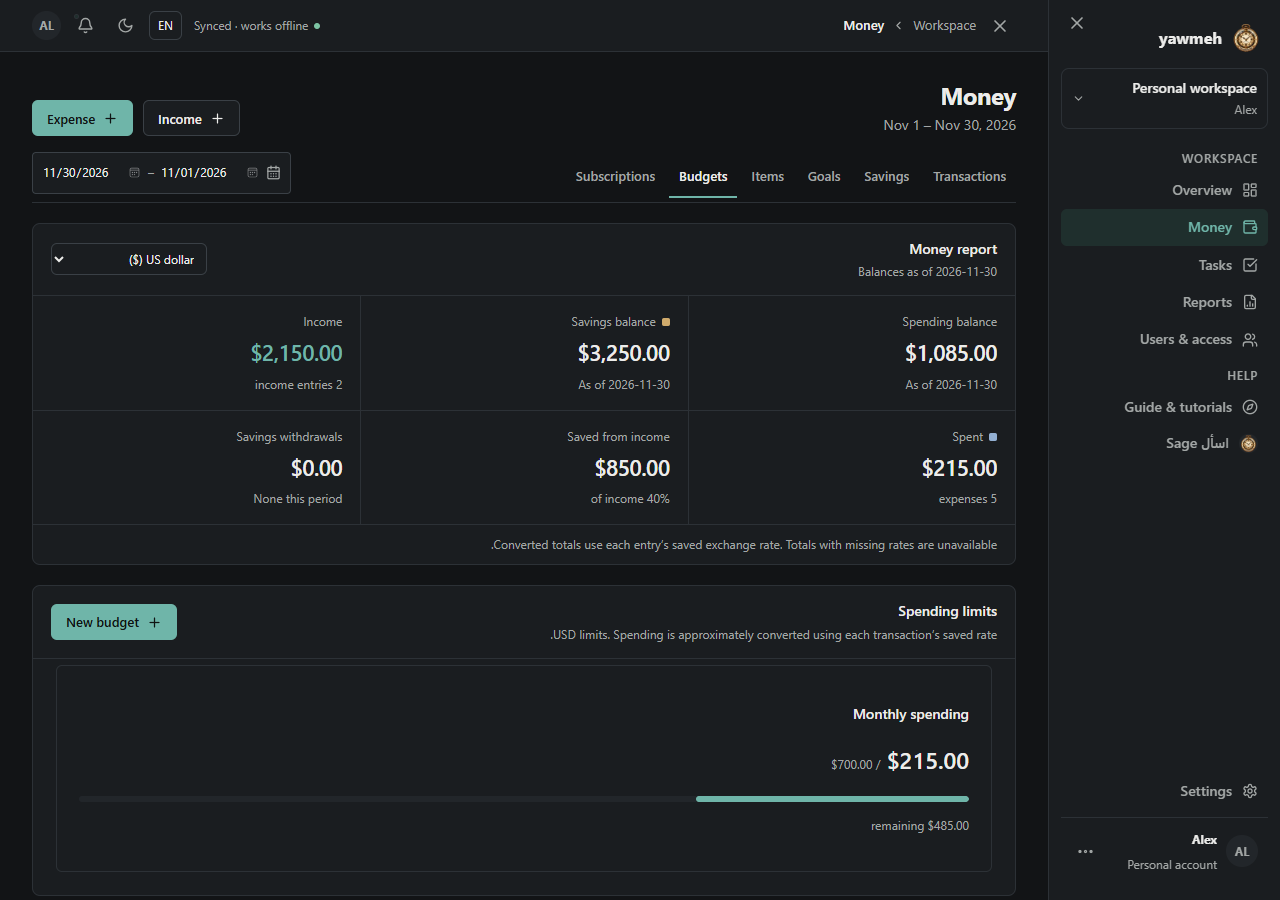 AL
EN
Synced · works offline
Money
Workspace
yawmeh
Personal workspace
Alex
WORKSPACE
Overview
Money
Tasks
Reports
Users & access
HELP
Guide & tutorials
اسأل Sage
Settings
Alex
Personal account
AL
Money
Nov 1 – Nov 30, 2026
Expense +
Income +
11/30/2026 – 11/01/2026
Subscriptions Budgets Items Goals Savings Transactions
Money report
Balances as of 2026-11-30
($) US dollar
Spending balance
$1,085.00
As of 2026-11-30
Savings balance
$3,250.00
As of 2026-11-30
Income
$2,150.00
income entries 2
Spent
$215.00
expenses 5
Saved from income
$850.00
of income 40%
Savings withdrawals
$0.00
None this period
.Converted totals use each entry's saved exchange rate. Totals with missing rates are unavailable
Spending limits
.USD limits. Spending is approximately converted using each transaction's saved rate
New budget +
Monthly spending
$700.00 / $215.00
remaining $485.00